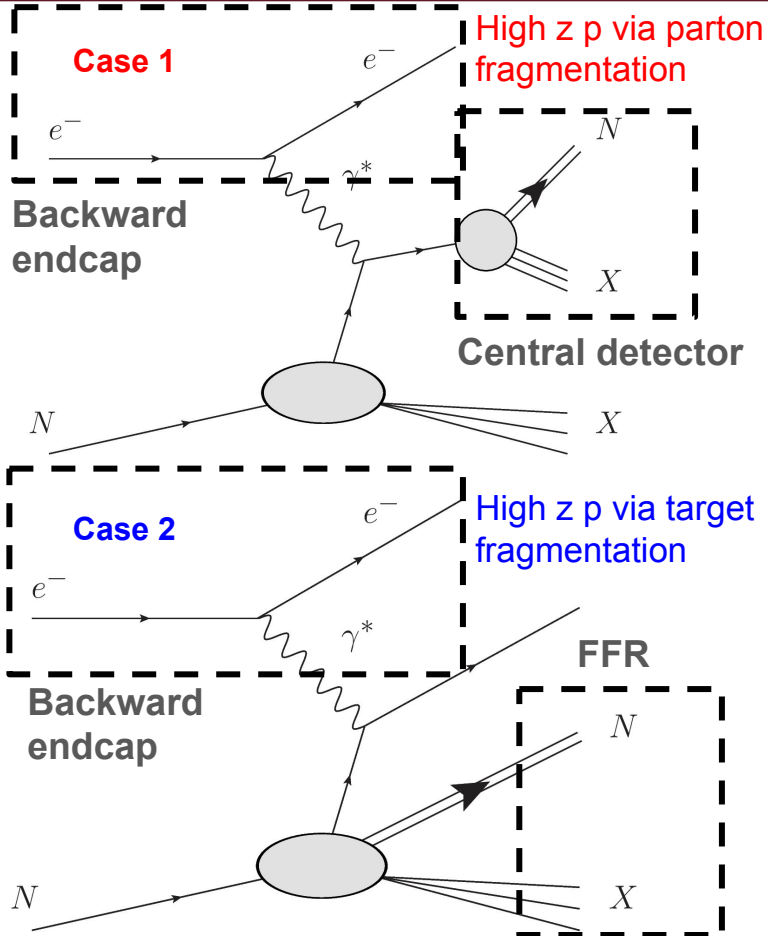 Case 1
e⁻
High z p via parton
fragmentation
e⁻
N
γ*
Backward
endcap
X
Central detector
N
X
Case 2
e⁻
High z p via target
fragmentation
e⁻
γ*
FFR
Backward
endcap
N
N
X